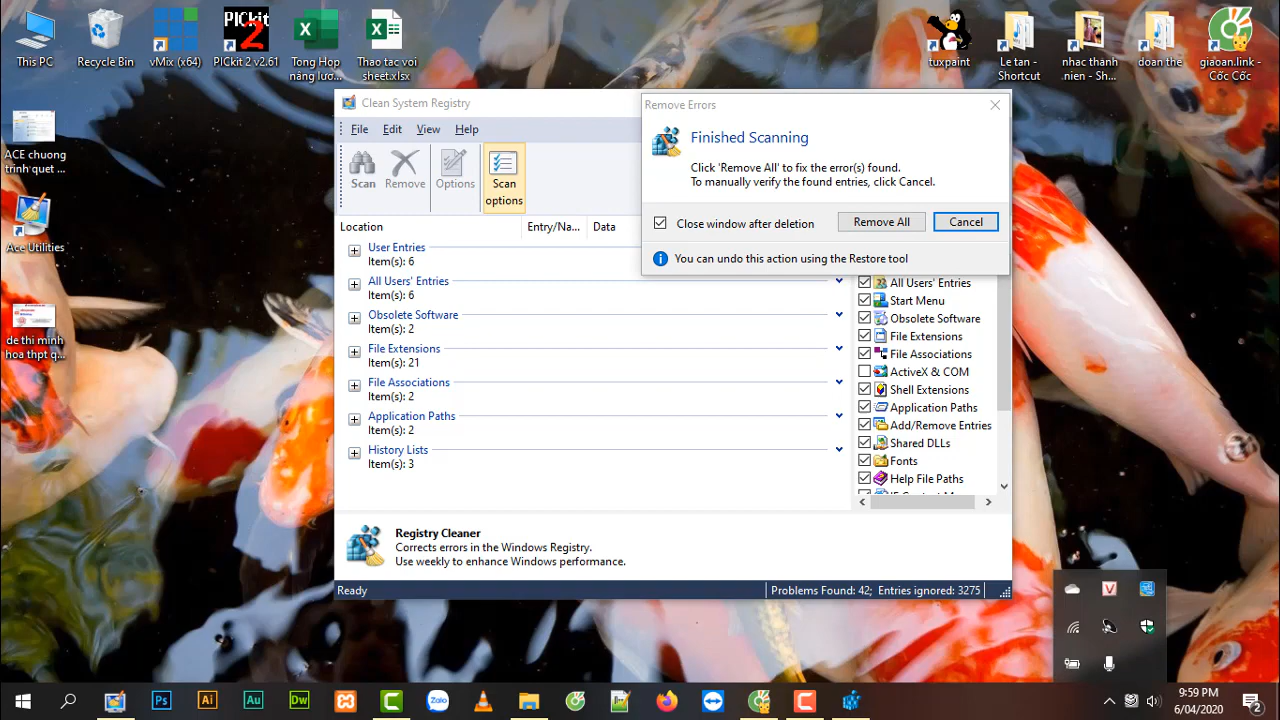 This PC
Recycle Bin
vMix (x64)
PICkit
2
PICkit 2 v2.61
Tong Hop
năng lươ...
Thao tac voi
sheet.xlsx
tuxpaint
Le tan -
Shortcut
nhac thanh
nien - Sh...
doan the
giaoan.link -
Cốc Cốc
ACE chuong
trinh quet ...
Ace Utilities
de thi minh
hoa thpt q...
Clean System Registry
File Edit View Help
Scan
Remove
Options
Scan
options
Location Entry/Na... Data
User Entries
Item(s): 6
All Users' Entries
Item(s): 6
Obsolete Software
Item(s): 2
File Extensions
Item(s): 21
File Associations
Item(s): 2
Application Paths
Item(s): 2
History Lists
Item(s): 3
Remove Errors
Finished Scanning
Click 'Remove All' to fix the error(s) found.
To manually verify the found entries, click Cancel.
Close window after deletion
Remove All
Cancel
You can undo this action using the Restore tool
All Users' Entries
Start Menu
Obsolete Software
File Extensions
File Associations
ActiveX & COM
Shell Extensions
Application Paths
Add/Remove Entries
Shared DLLs
Fonts
Help File Paths
Registry Cleaner
Corrects errors in the Windows Registry.
Use weekly to enhance Windows performance.
Ready
Problems Found: 42; Entries ignored: 3275
Ps
Ai
Au
Dw
Zalo
9:59 PM
6/04/2020
2